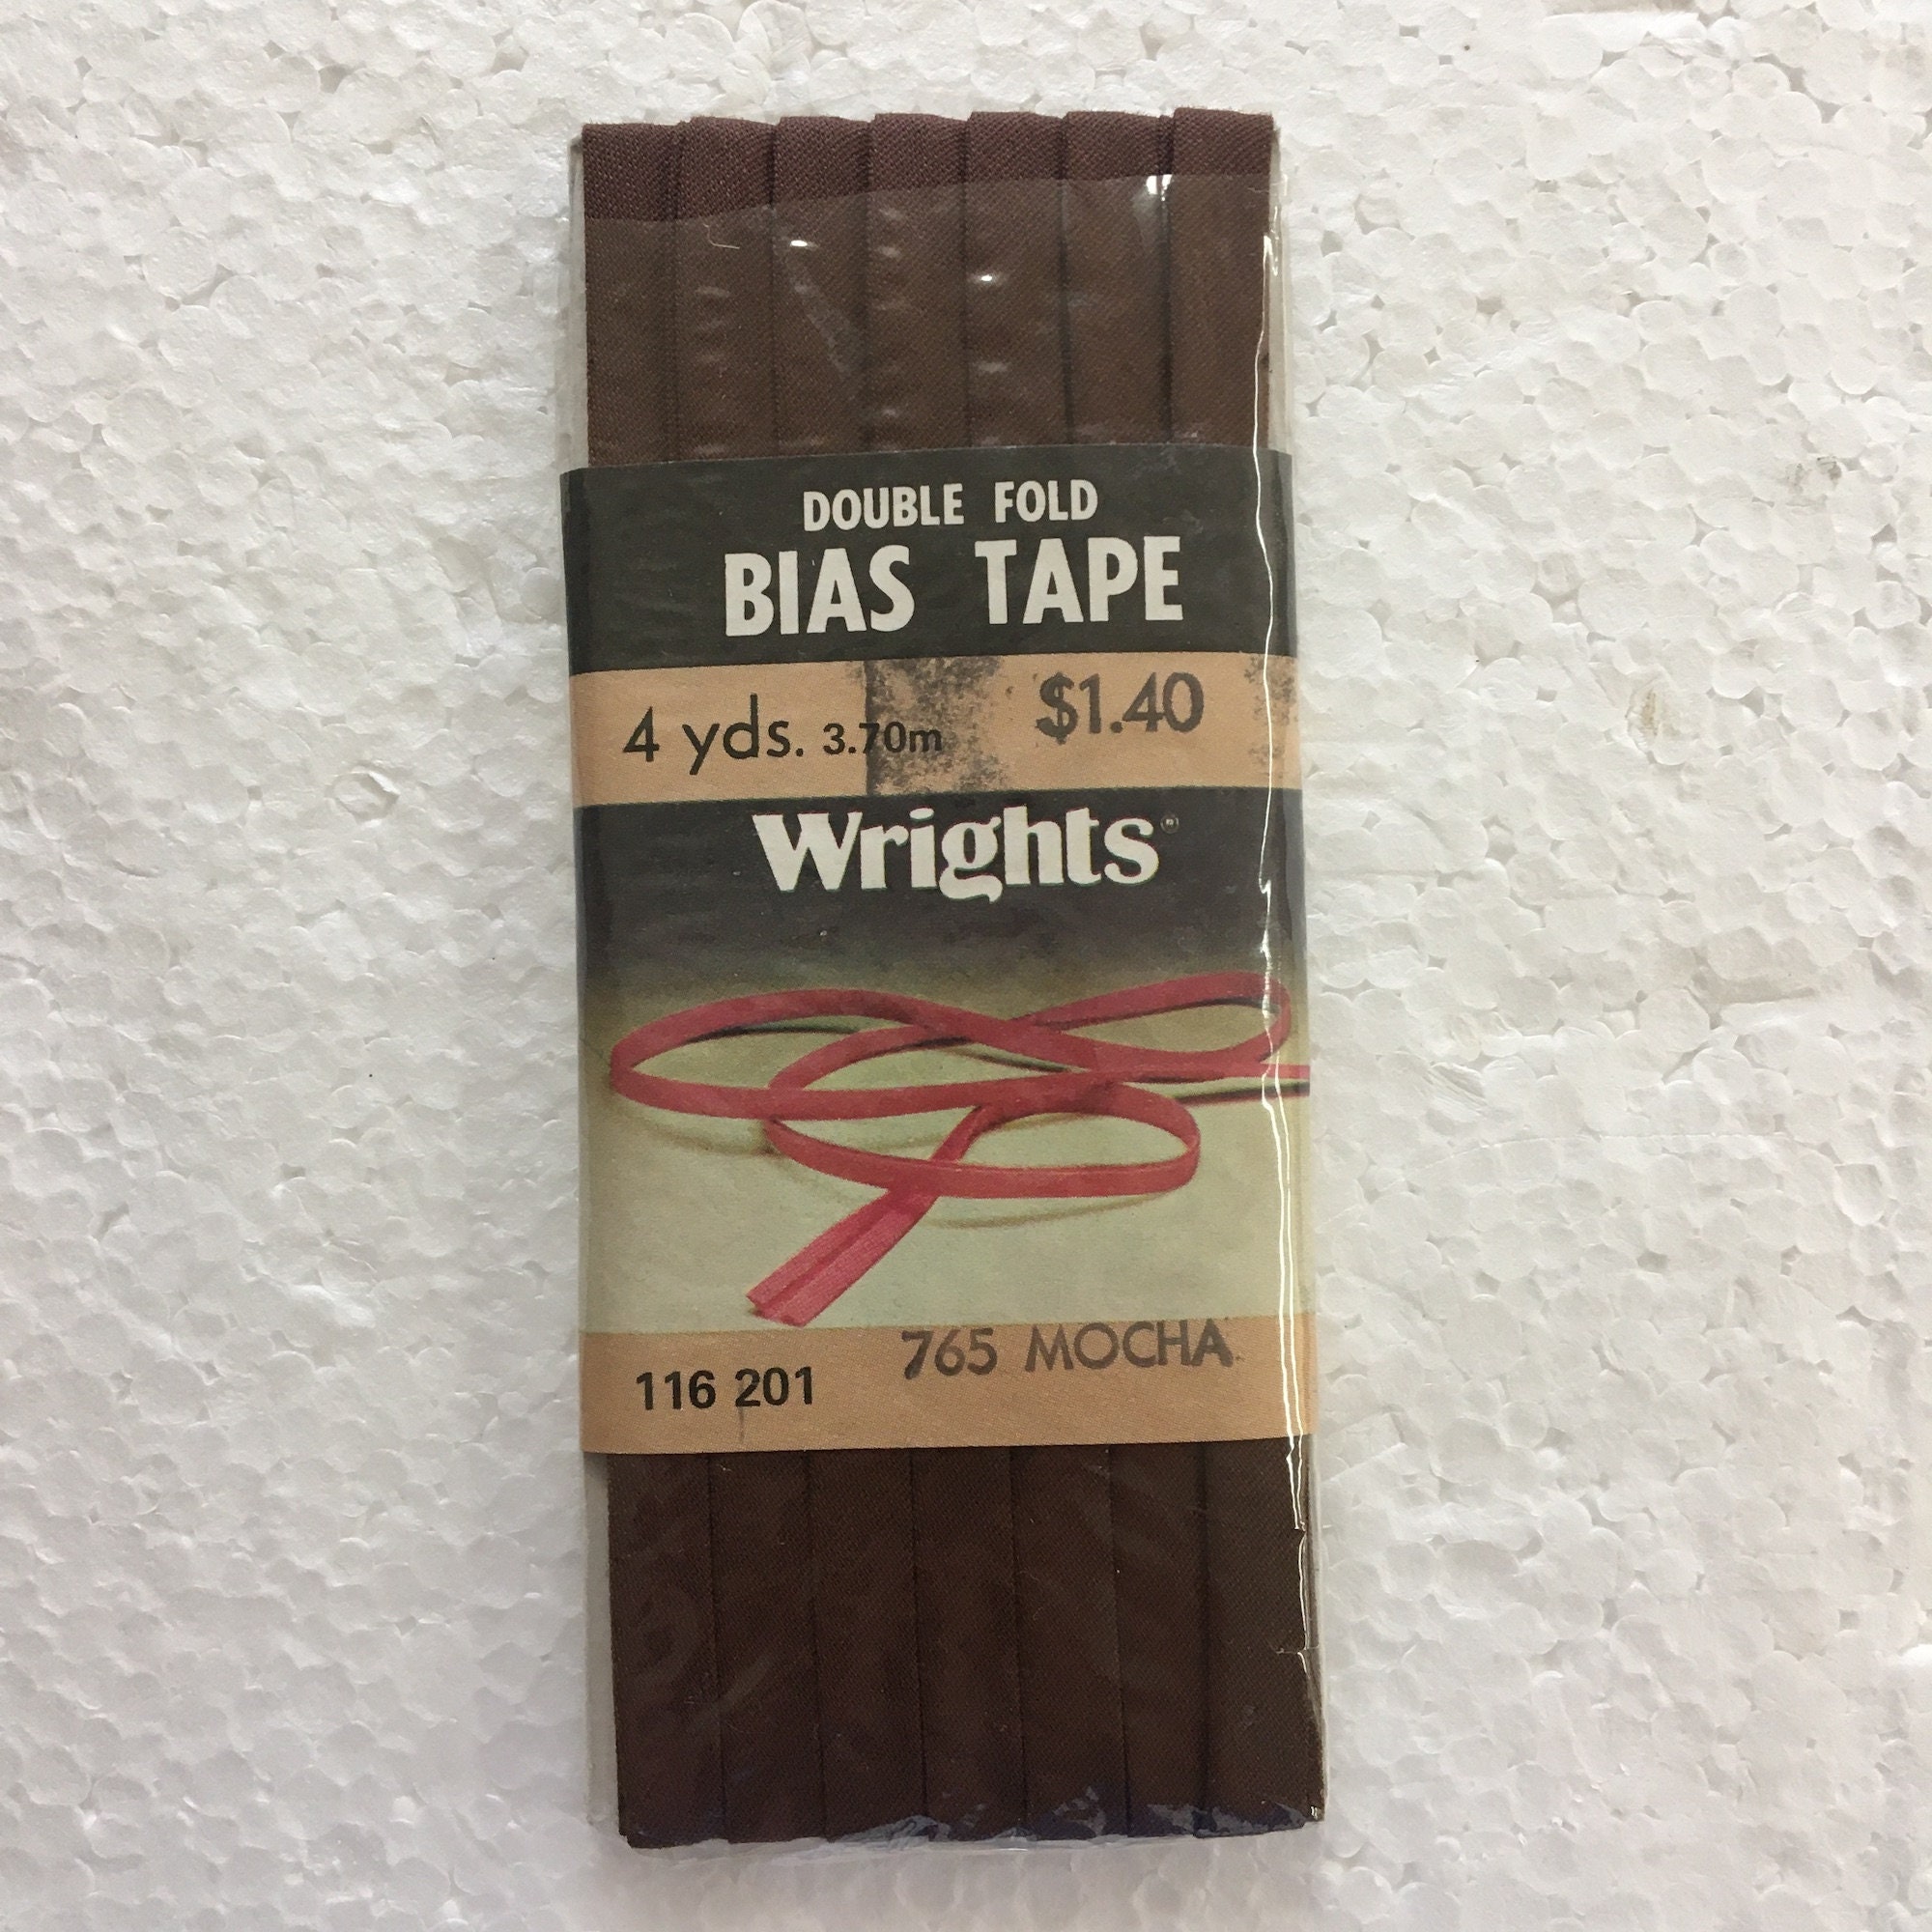 DOUBLE FOLD
BIAS TAPE
4 yds. 3.70m $1.40
Wrights®
765 MOCHA
116 201